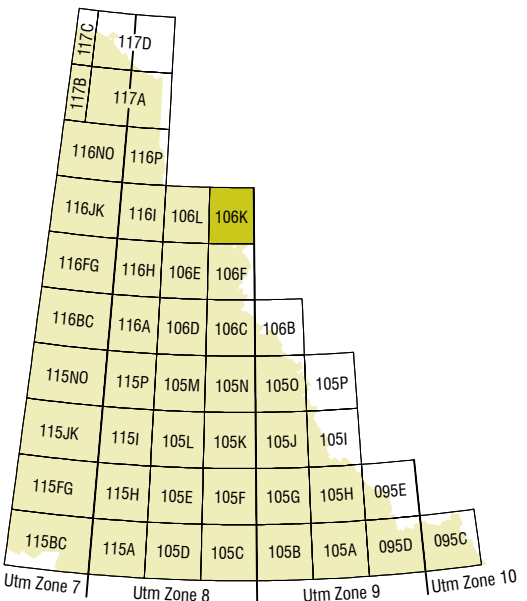 117C 117D
117B 117A
116NO 116P
116JK 116I 106L 106K
116FG 116H 106E 106F
116BC 116A 106D 106C 106B
115NO 115P 105M 105N 105O 105P
115JK 115I 105L 105K 105J 105I
115FG 115H 105E 105F 105G 105H 095E
115BC 115A 105D 105C 105B 105A 095D 095C
Utm Zone 7 Utm Zone 8 Utm Zone 9 Utm Zone 10